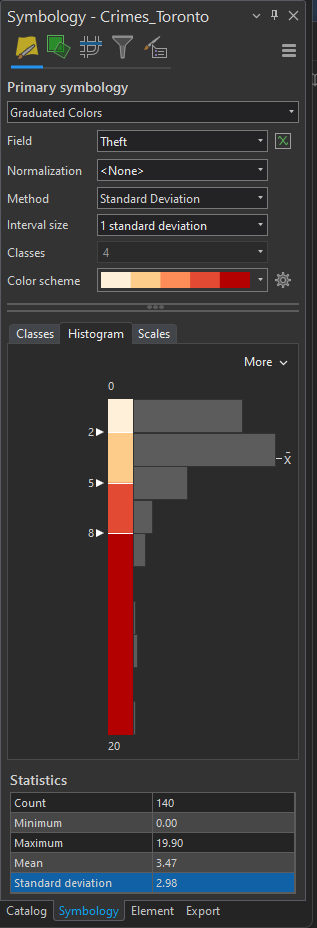 Symbology - Crimes_Toronto
Primary symbology
Graduated Colors
Field Theft
Normalization <None>
Method Standard Deviation
Interval size 1 standard deviation
Classes 4
Color scheme
Classes Histogram Scales
More
0
2
x̄
5
8
20
Statistics
Count 140
Minimum 0.00
Maximum 19.90
Mean 3.47
Standard deviation 2.98
Catalog Symbology Element Export